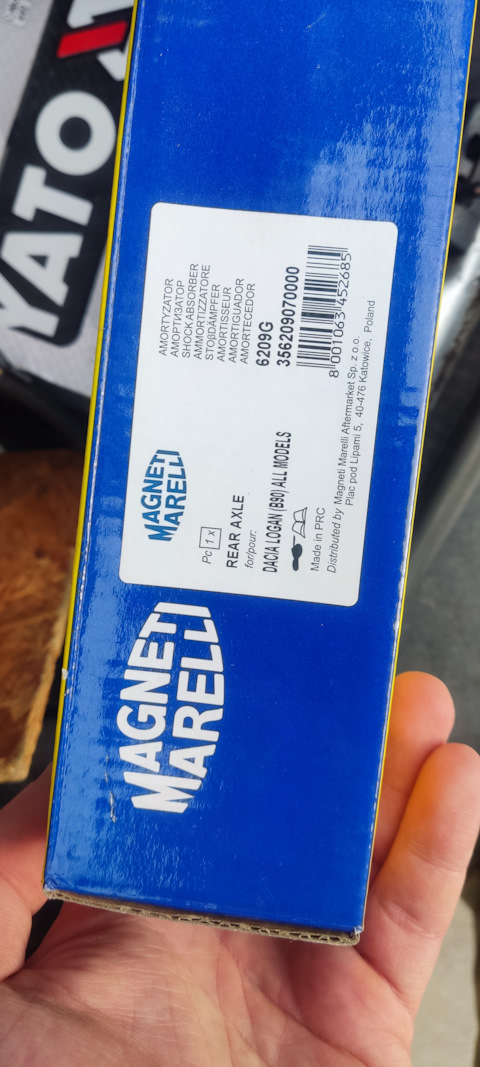 YATO
MAGNETI
MARELLI
AMORTYZATOR
АМОРТИЗАТОР
SHOCKABSORBER
AMMORTIZZATORE
STOßDÄMPFER
AMORTISSEUR
AMORTIGUADOR
AMORTECEDOR
Pc 1 x
6209G
REAR AXLE
356209070000
for/pour:
DACIA LOGAN (B90) ALL MODELS
8 001063 452685
Made in PRC
Distributed by Magneti Marelli Aftermarket Sp. z o.o.
Plac pod Lipami 5, 40-476 Katowice, Poland
MAGNETI
MARELLI